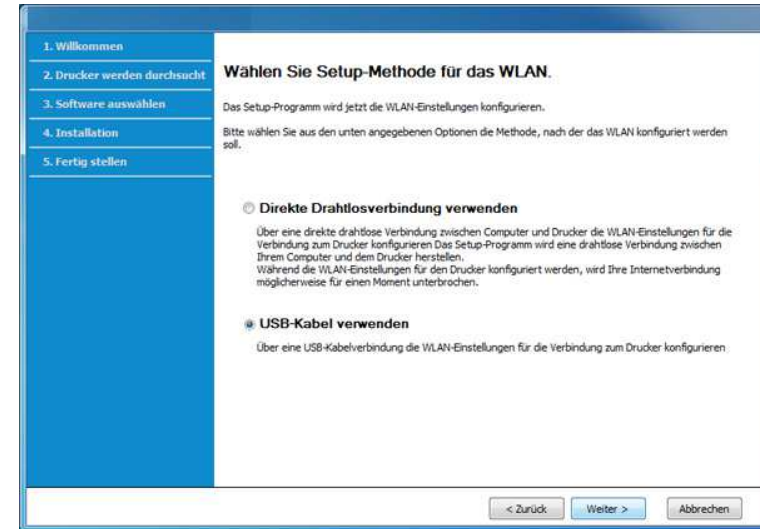 1. Willkommen
2. Drucker werden durchsucht
3. Software auswählen
4. Installation
5. Fertig stellen
Wählen Sie Setup-Methode für das WLAN.
Das Setup-Programm wird jetzt die WLAN-Einstellungen konfigurieren.
Bitte wählen Sie aus den unten angegebenen Optionen die Methode, nach der das WLAN konfiguriert werden
soll.
Direkte Drahtlosverbindung verwenden
Über eine direkte drahtlose Verbindung zwischen Computer und Drucker die WLAN-Einstellungen für die
Verbindung zum Drucker konfigurieren Das Setup-Programm wird eine drahtlose Verbindung zwischen
Ihrem Computer und dem Drucker herstellen.
Während die WLAN-Einstellungen für den Drucker konfiguriert werden, wird Ihre Internetverbindung
möglicherweise für einen Moment unterbrochen.
USB-Kabel verwenden
Über eine USB-Kabelverbindung die WLAN-Einstellungen für die Verbindung zum Drucker konfigurieren
< Zurück Weiter > Abbrechen